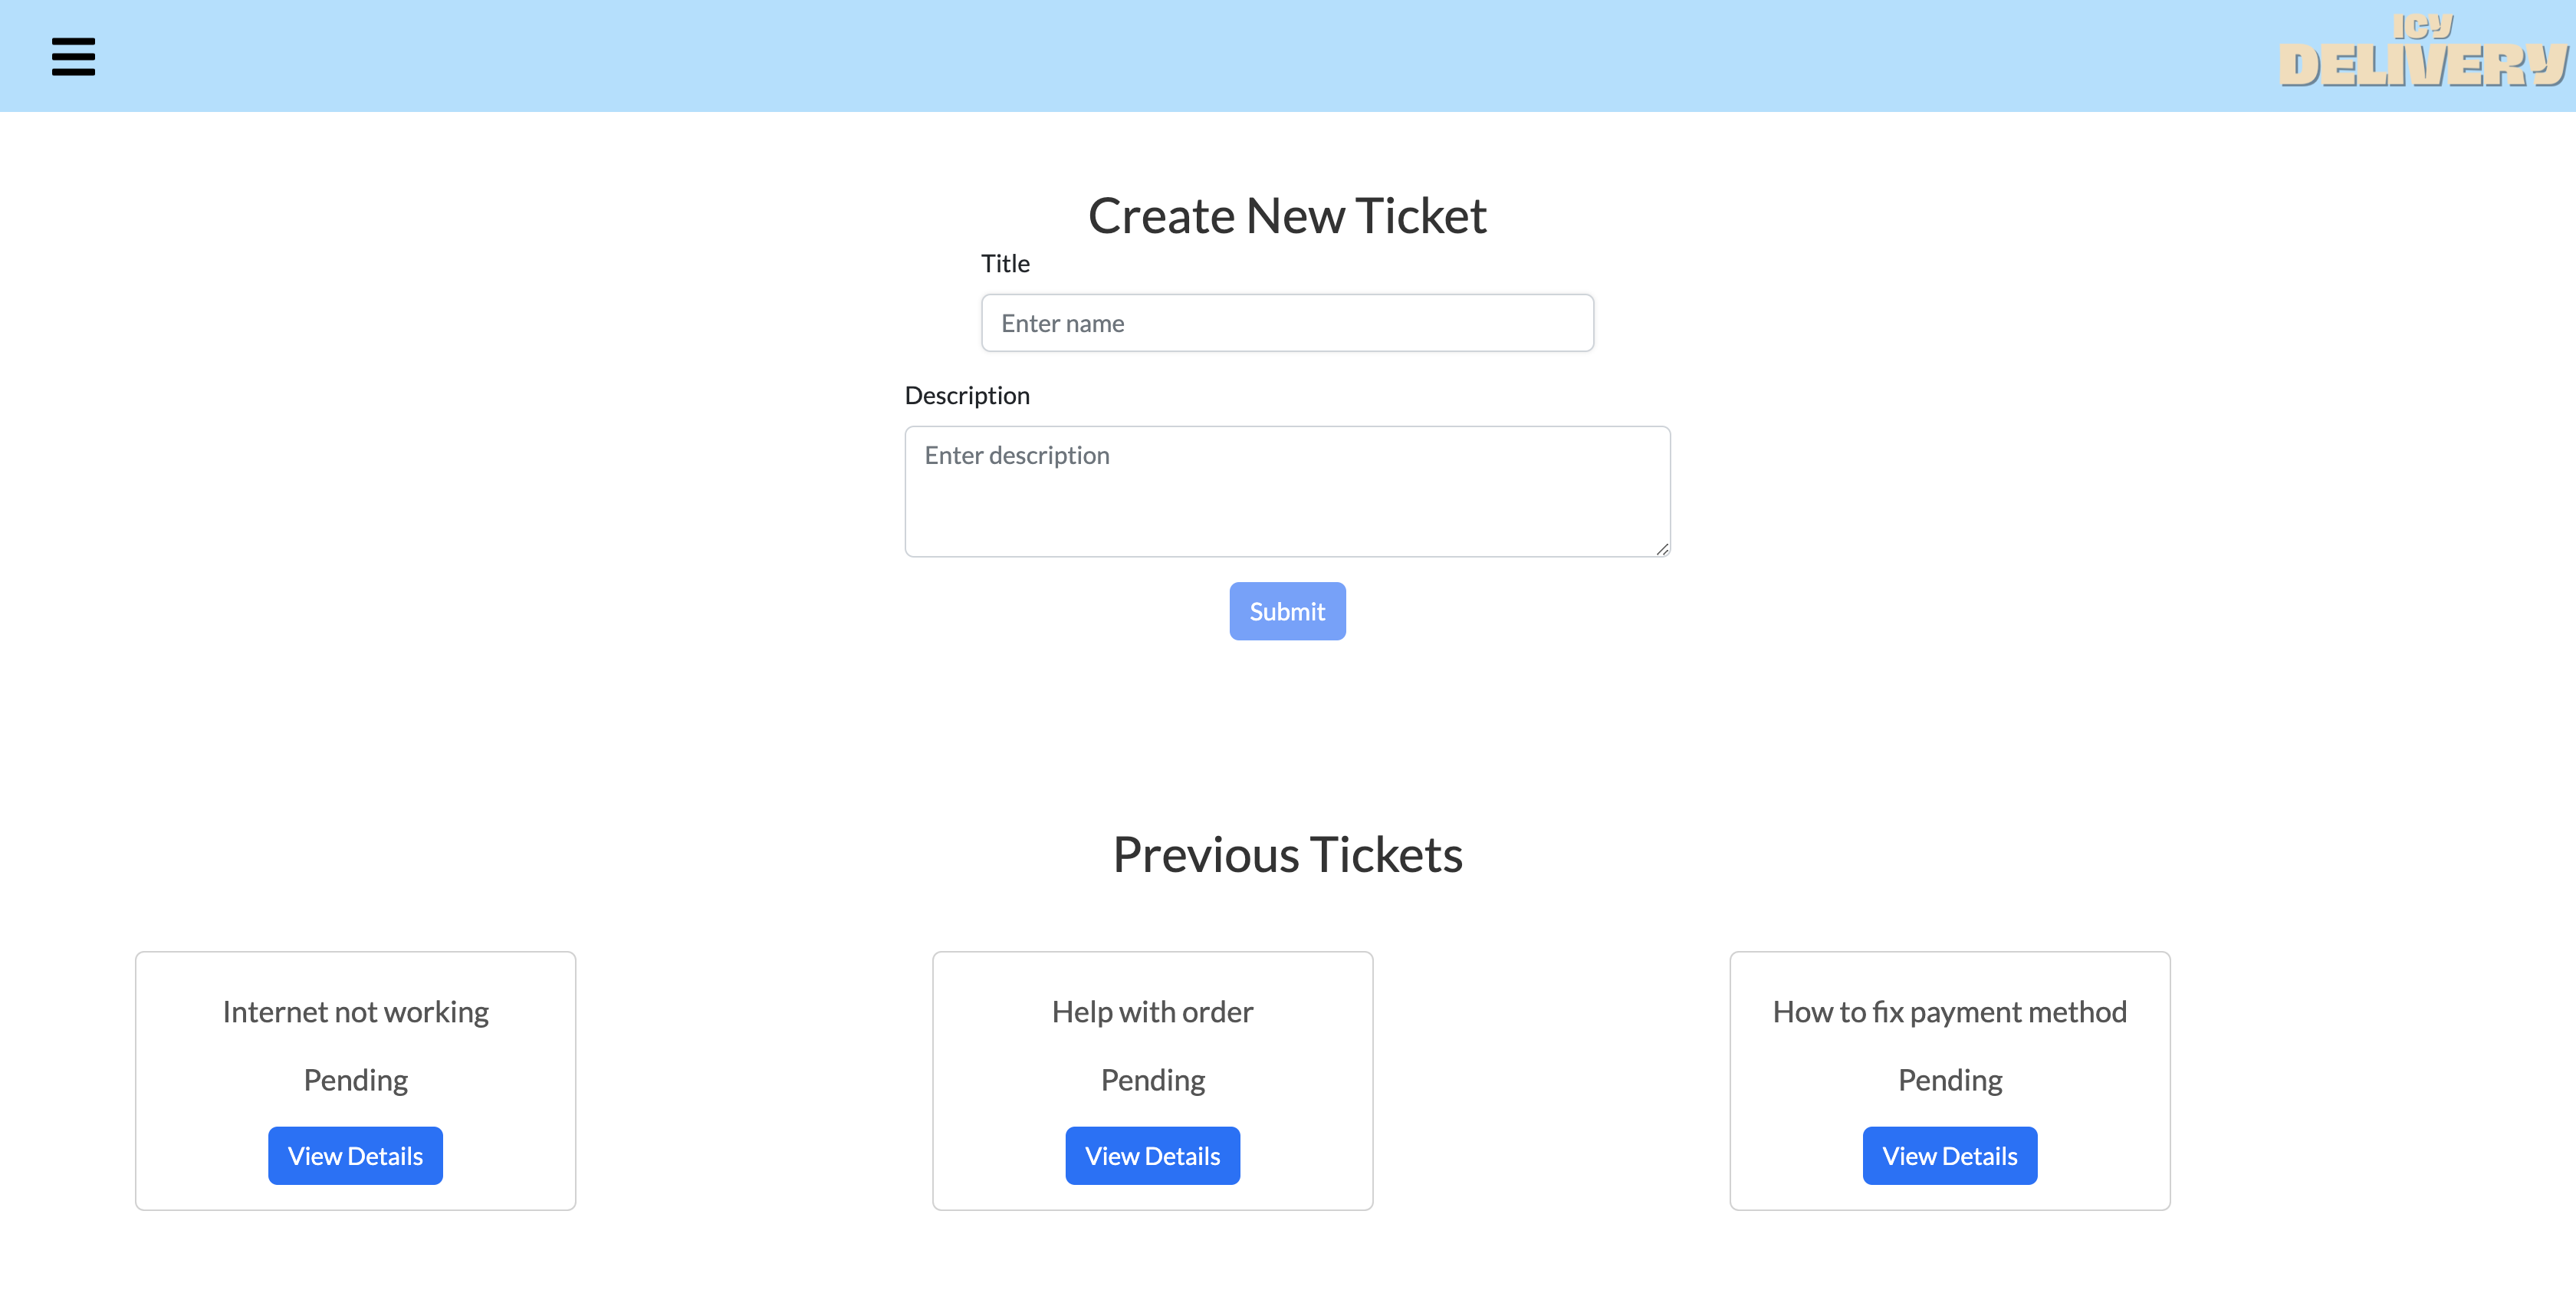 ICY
DELIVERY
Create New Ticket
Title
Enter name
Description
Enter description
Submit
Previous Tickets
Internet not working
Pending
View Details
Help with order
Pending
View Details
How to fix payment method
Pending
View Details